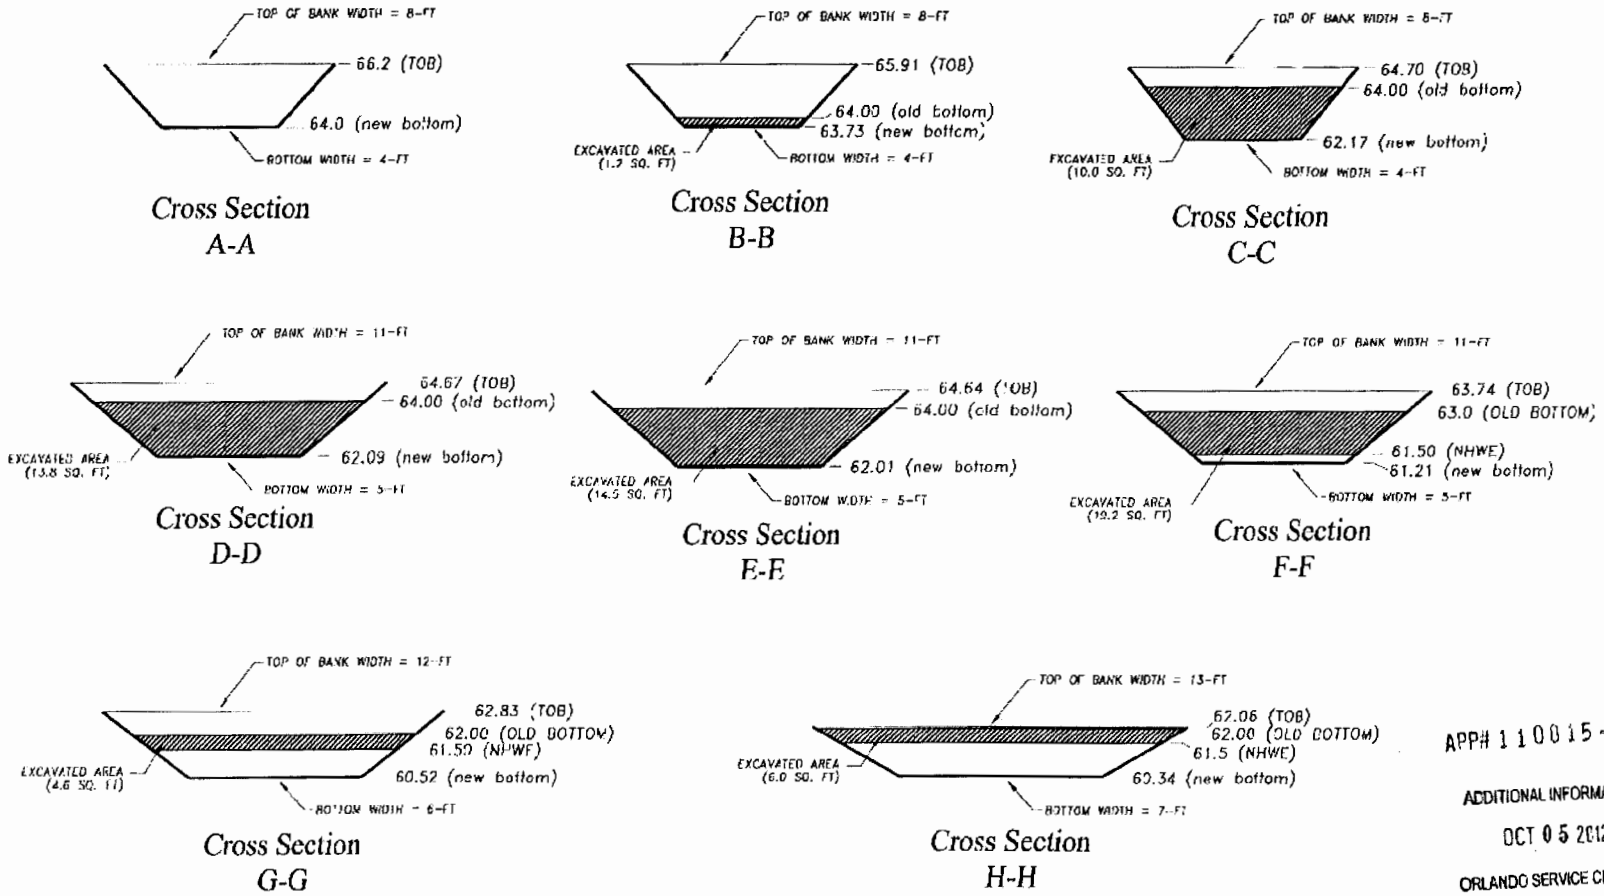 TOP OF BANK WIDTH = 8-FT
66.2 (TOB)
64.0 (new bottom)
BOTTOM WIDTH = 4-FT
Cross Section
A-A
TOP OF BANK WIDTH = 8-FT
65.91 (TOB)
64.00 (old bottom)
63.73 (new bottom)
EXCAVATED AREA
(1.2 SQ. FT)
BOTTOM WIDTH = 4-FT
Cross Section
B-B
TOP OF BANK WIDTH = 8-FT
64.70 (TOB)
64.00 (old bottom)
62.17 (new bottom)
EXCAVATED AREA
(10.0 SQ. FT)
BOTTOM WIDTH = 4-FT
Cross Section
C-C
TOP OF BANK WIDTH = 11-FT
64.67 (TOB)
64.00 (old bottom)
EXCAVATED AREA
(13.8 SQ. FT)
62.09 (new bottom)
BOTTOM WIDTH = 5-FT
Cross Section
D-D
TOP OF BANK WIDTH = 11-FT
64.64 (TOB)
64.00 (old bottom)
62.01 (new bottom)
EXCAVATED AREA
(14.5 SQ. FT)
BOTTOM WIDTH = 5-FT
Cross Section
E-E
TOP OF BANK WIDTH = 11-FT
63.74 (TOB)
63.0 (OLD BOTTOM)
61.50 (NHWE)
61.21 (new bottom)
EXCAVATED AREA
SQ. FT)
BOTTOM WIDTH = 5-FT
Cross Section
F-F
TOP OF BANK WIDTH = 12-FT
62.83 (TOB)
62.00 (OLD BOTTOM)
61.50 (NHWE)
EXCAVATED AREA
(4.6 SQ. FT)
60.52 (new bottom)
BOTTOM WIDTH = 6-FT
Cross Section
G-G
TOP OF BANK WIDTH = 13-FT
62.06 (TOB)
62.00 (OLD BOTTOM)
61.5 (NHWE)
EXCAVATED AREA
(6.0 SQ. FT)
60.34 (new bottom)
BOTTOM WIDTH = 7-FT
Cross Section
H-H
APP# 110015-
ADDITIONAL INFORMA
OCT 05 2012
ORLANDO SERVICE CE